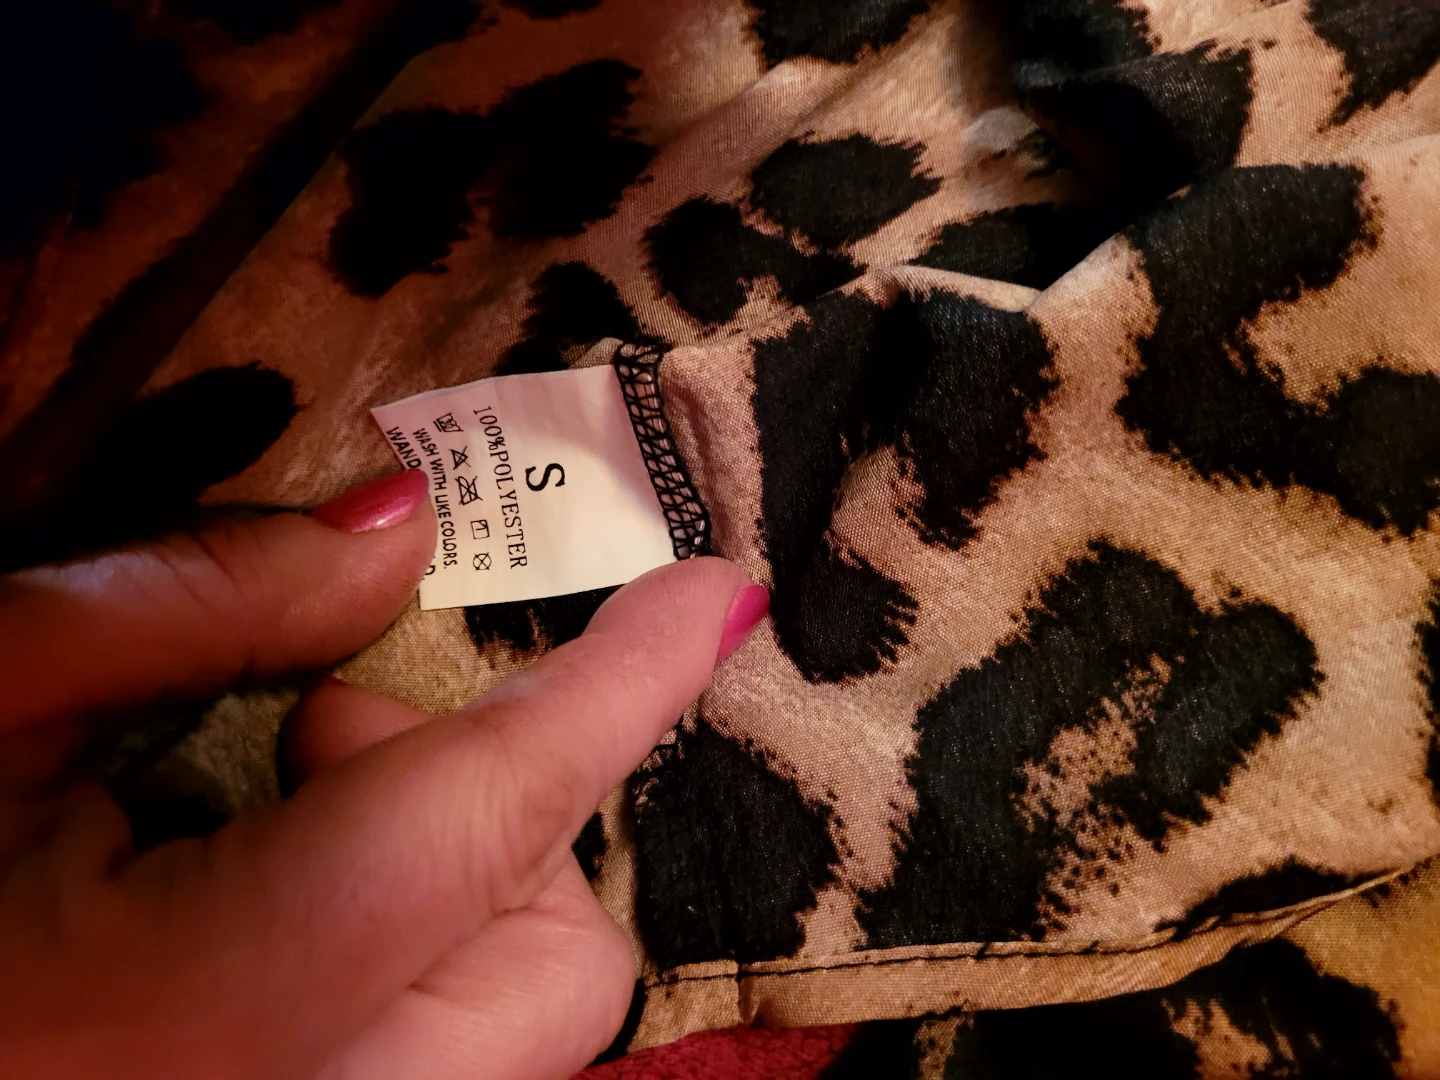 S
100%POLYESTER
WASH WITH LIKE COLORS.